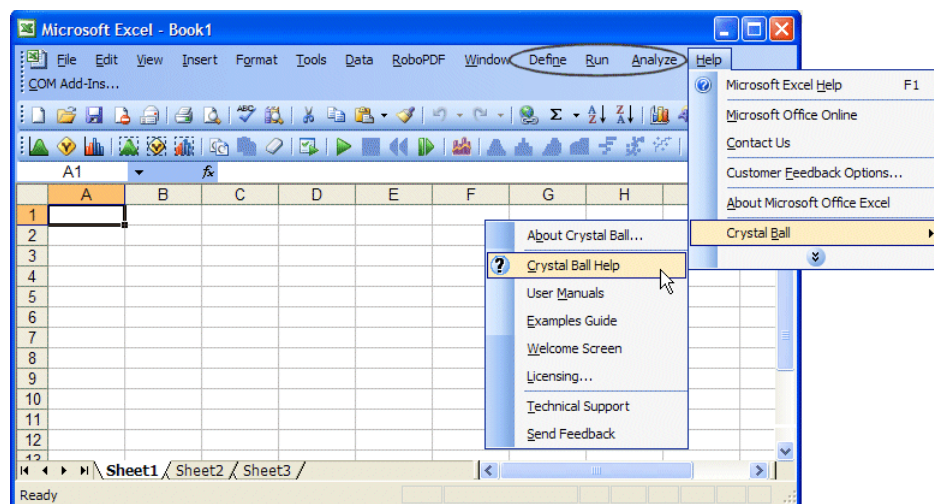 Microsoft Excel - Book1
File Edit View Insert Format Tools Data RoboPDF Window Define Run Analyze Help
COM Add-Ins...
Microsoft Excel Help F1
Microsoft Office Online
Contact Us
Customer Feedback Options...
About Microsoft Office Excel
Crystal Ball
A1 fx
A B C D E F G H
1
2
3
4
5
6
7
8
9
10
11
12
13
About Crystal Ball...
Crystal Ball Help
User Manuals
Examples Guide
Welcome Screen
Licensing...
Technical Support
Send Feedback
Sheet1 / Sheet2 / Sheet3 /
Ready